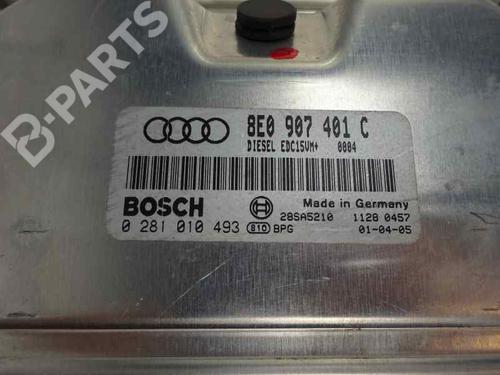 B-PARTS
8E0 907 401 C
DIESEL EDC15VM+ 0004
BOSCH
Made in Germany
28SA5210 1128 0457
0 281 010 493 810 BPG 01-04-05